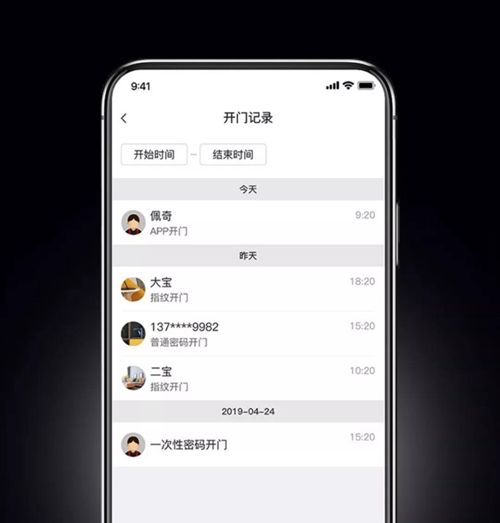 9:41
开门记录
开始时间 - 结束时间
今天
佩奇 9:20
APP开门
昨天
大宝 18:20
指纹开门
137****9982 15:20
普通密码开门
二宝 10:20
指纹开门
2019-04-24
一次性密码开门 15:20